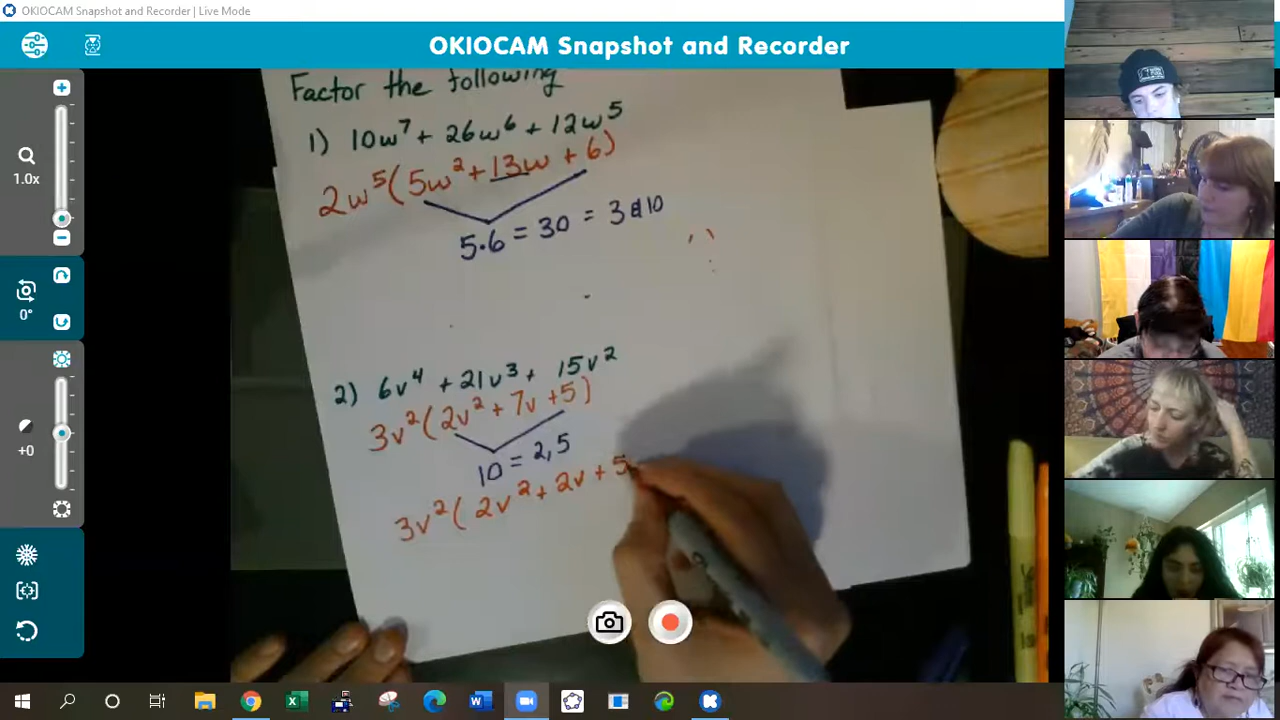 OKIOCAM Snapshot and Recorder | Live Mode
OKIOCAM Snapshot and Recorder
1.0x
0°
+0
Factor the following
1) 10w⁷ + 26w⁶ + 12w⁵
2w⁵(5w² + 13w + 6)
5·6 = 30 = 3 & 10
2) 6v⁴ + 21v³ + 15v²
3v²(2v² + 7v + 5)
10 = 2,5
3v²(2v² + 2v + 5